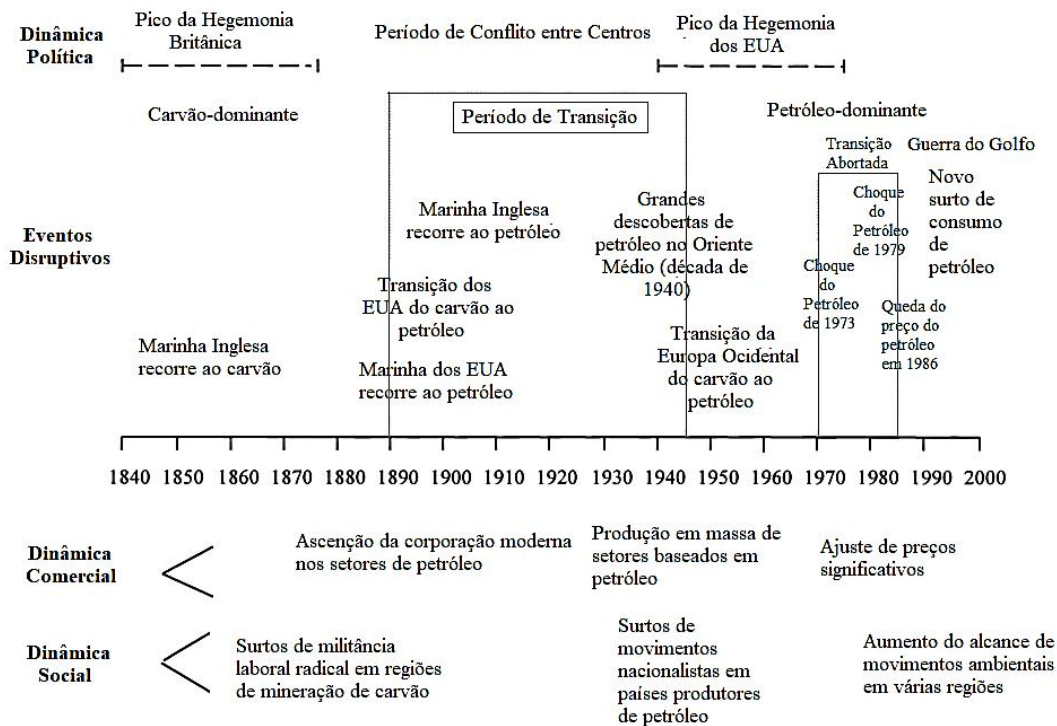 Dinâmica
Política
Pico da Hegemonia
Britânica
Período de Conflito entre Centros
Pico da Hegemonia
dos EUA
Carvão-dominante
Período de Transição
Petróleo-dominante
Transição
Abortada
Guerra do Golfo
Eventos
Disruptivos
Marinha Inglesa
recorre ao petróleo
Grandes
descobertas de
petróleo no Oriente
Médio (década de
1940)
Choque
do
Petróleo
de 1979
Novo
surto de
consumo
de
petróleo
Transição dos
EUA do carvão ao
petróleo
Choque
do
Petróleo
de 1973
Marinha Inglesa
recorre ao carvão
Marinha dos EUA
recorre ao petróleo
Transição da
Europa Ocidental
do carvão ao
petróleo
Queda do
preço do
petróleo
em 1986
1840 1850 1860 1870 1880 1890 1900 1910 1920 1930 1940 1950 1960 1970 1980 1990 2000
Dinâmica
Comercial
Ascenção da corporação moderna
nos setores de petróleo
Produção em massa de
setores baseados em
petróleo
Ajuste de preços
significativos
Dinâmica
Social
Surtos de militância
laboral radical em regiões
de mineração de carvão
Surtos de
movimentos
nacionalistas em
países produtores
de petróleo
Aumento do alcance de
movimentos ambientais
em várias regiões